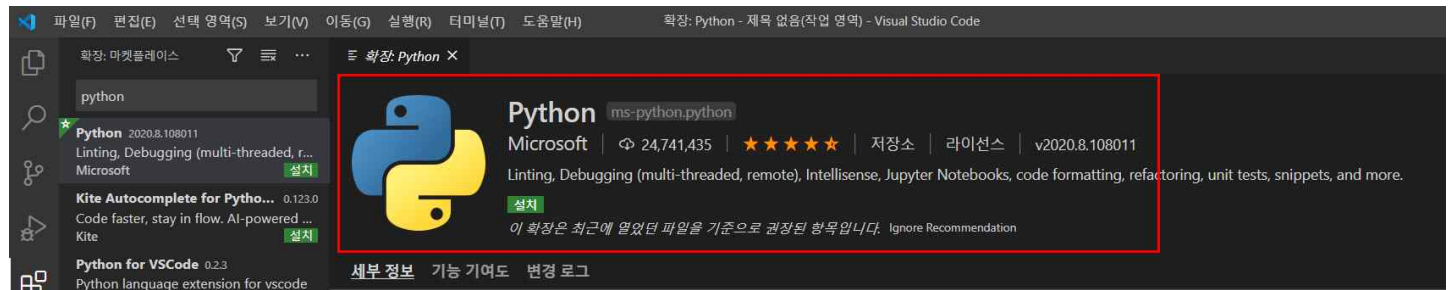 파일(F) 편집(E) 선택 영역(S) 보기(V) 이동(G) 실행(R) 터미널(T) 도움말(H) 확장: Python - 제목 없음(작업 영역) - Visual Studio Code
확장: 마켓플레이스
python
Python 2020.8.108011
Linting, Debugging (multi-threaded, r...
Microsoft 설치
Kite Autocomplete for Pytho... 0.123.0
Code faster, stay in flow. AI-powered ...
Kite 설치
Python for VSCode 0.2.3
Python language extension for vscode
확장: Python
Python ms-python.python
Microsoft 24,741,435 저장소 라이선스 v2020.8.108011
Linting, Debugging (multi-threaded, remote), Intellisense, Jupyter Notebooks, code formatting, refactoring, unit tests, snippets, and more.
설치
이 확장은 최근에 열었던 파일을 기준으로 권장된 항목입니다. Ignore Recommendation
세부 정보 기능 기여도 변경 로그